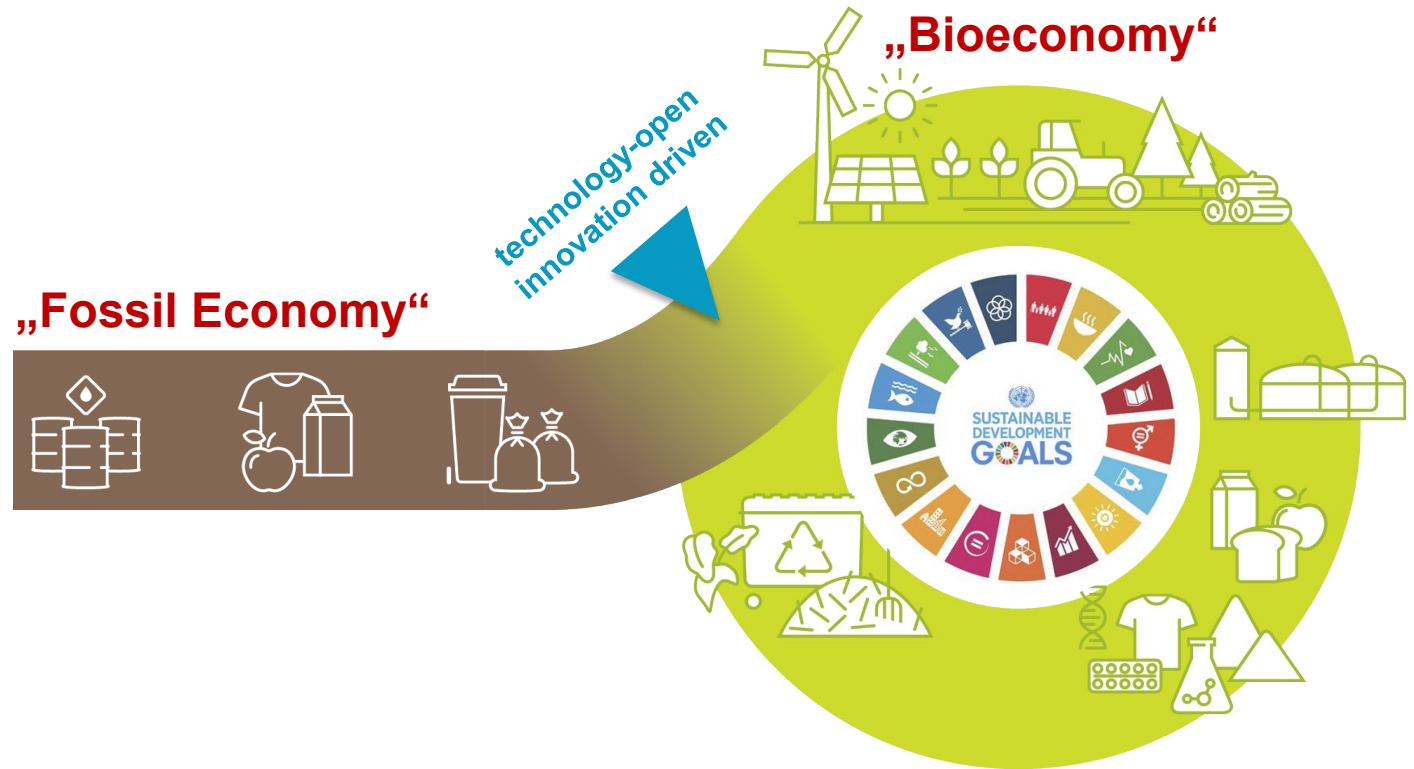 „Bioeconomy“
technology-open
innovation driven
„Fossil Economy“
SUSTAINABLE
DEVELOPMENT
GOALS